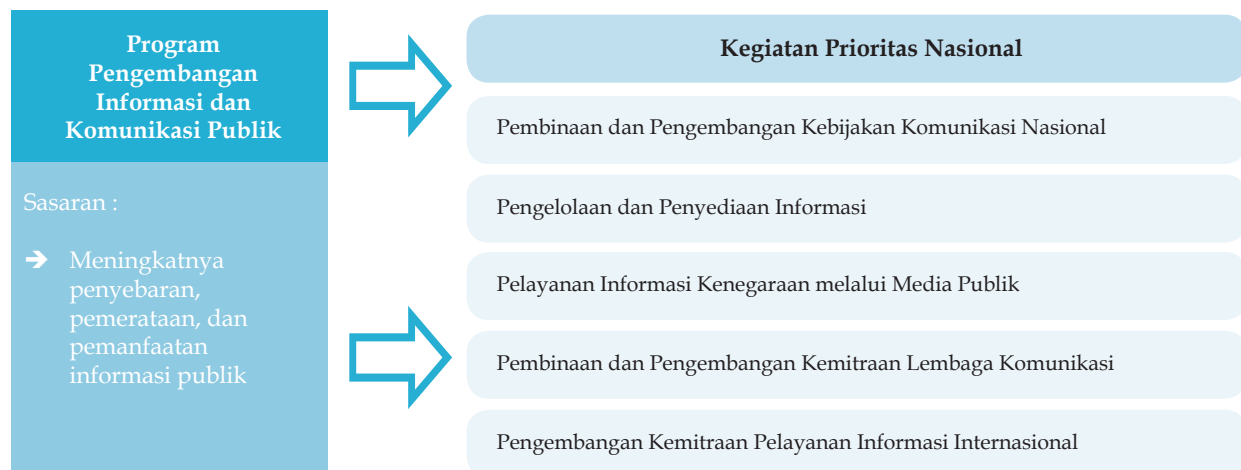 Program
Pengembangan
Informasi dan
Komunikasi Publik
Sasaran :
➔ Meningkatnya
penyebaran,
pemerataan, dan
pemanfaatan
informasi publik
Kegiatan Prioritas Nasional
Pembinaan dan Pengembangan Kebijakan Komunikasi Nasional
Pengelolaan dan Penyediaan Informasi
Pelayanan Informasi Kenegaraan melalui Media Publik
Pembinaan dan Pengembangan Kemitraan Lembaga Komunikasi
Pengembangan Kemitraan Pelayanan Informasi Internasional